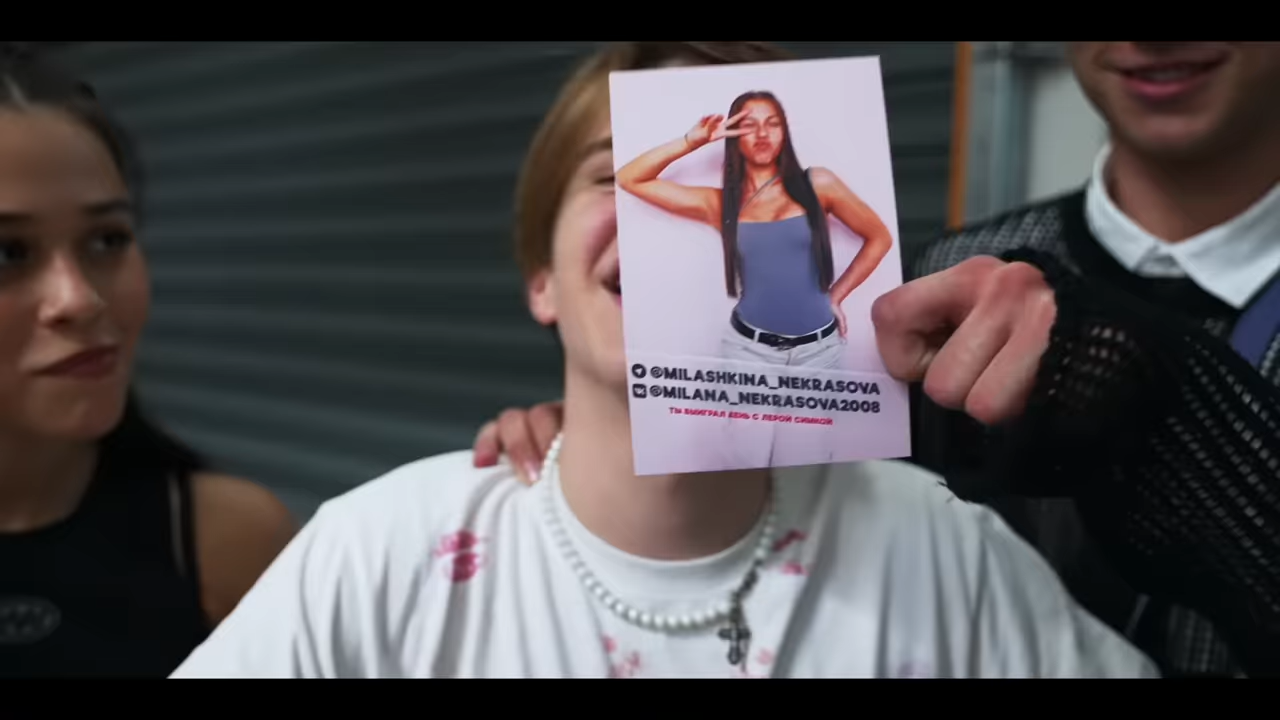 @MILASHKINA_NEKRASOVA
@MILANA_NEKRASOVA2008
ТЫ ВЫИГРАЛ ДЕНЬ С ЛЕРОЙ СИМКОЙ